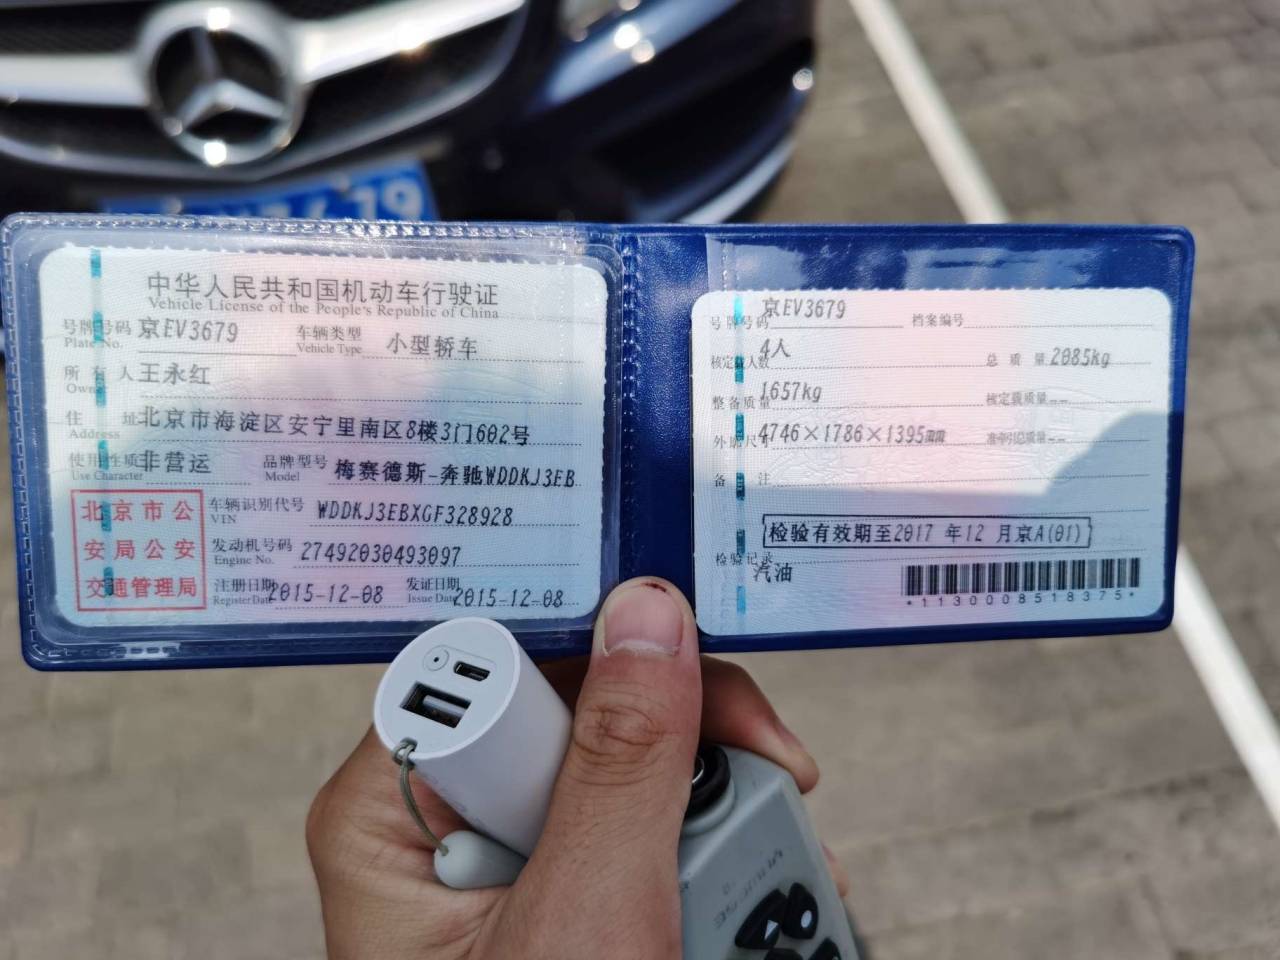 中华人民共和国机动车行驶证
Vehicle License of the People's Republic of China
号牌号码 京EV3679 车辆类型 小型轿车
Plate No. Vehicle Type
所有人 王永红
Owner
住址 北京市海淀区安宁里南区8楼3门602号
Address
使用性质 非营运 品牌型号 梅赛德斯-奔驰WDDKJ3EB
Use Character Model
北京市公安局公安交通管理局
车辆识别代号 WDDKJ3EBXGF328928
VIN
发动机号码 27492030493097
Engine No.
注册日期 2015-12-08 发证日期 2015-12-08
Register Date Issue Date
号牌号码 京EV3679 档案编号
核定载人数 4人 总质量 2085kg
整备质量 1657kg 核定载质量 --
外廓尺寸 4746×1786×1395mm 准牵引总质量 --
备注
检验有效期至2017年12月京A(01)
检验记录
汽油
*1130008518375*
3679